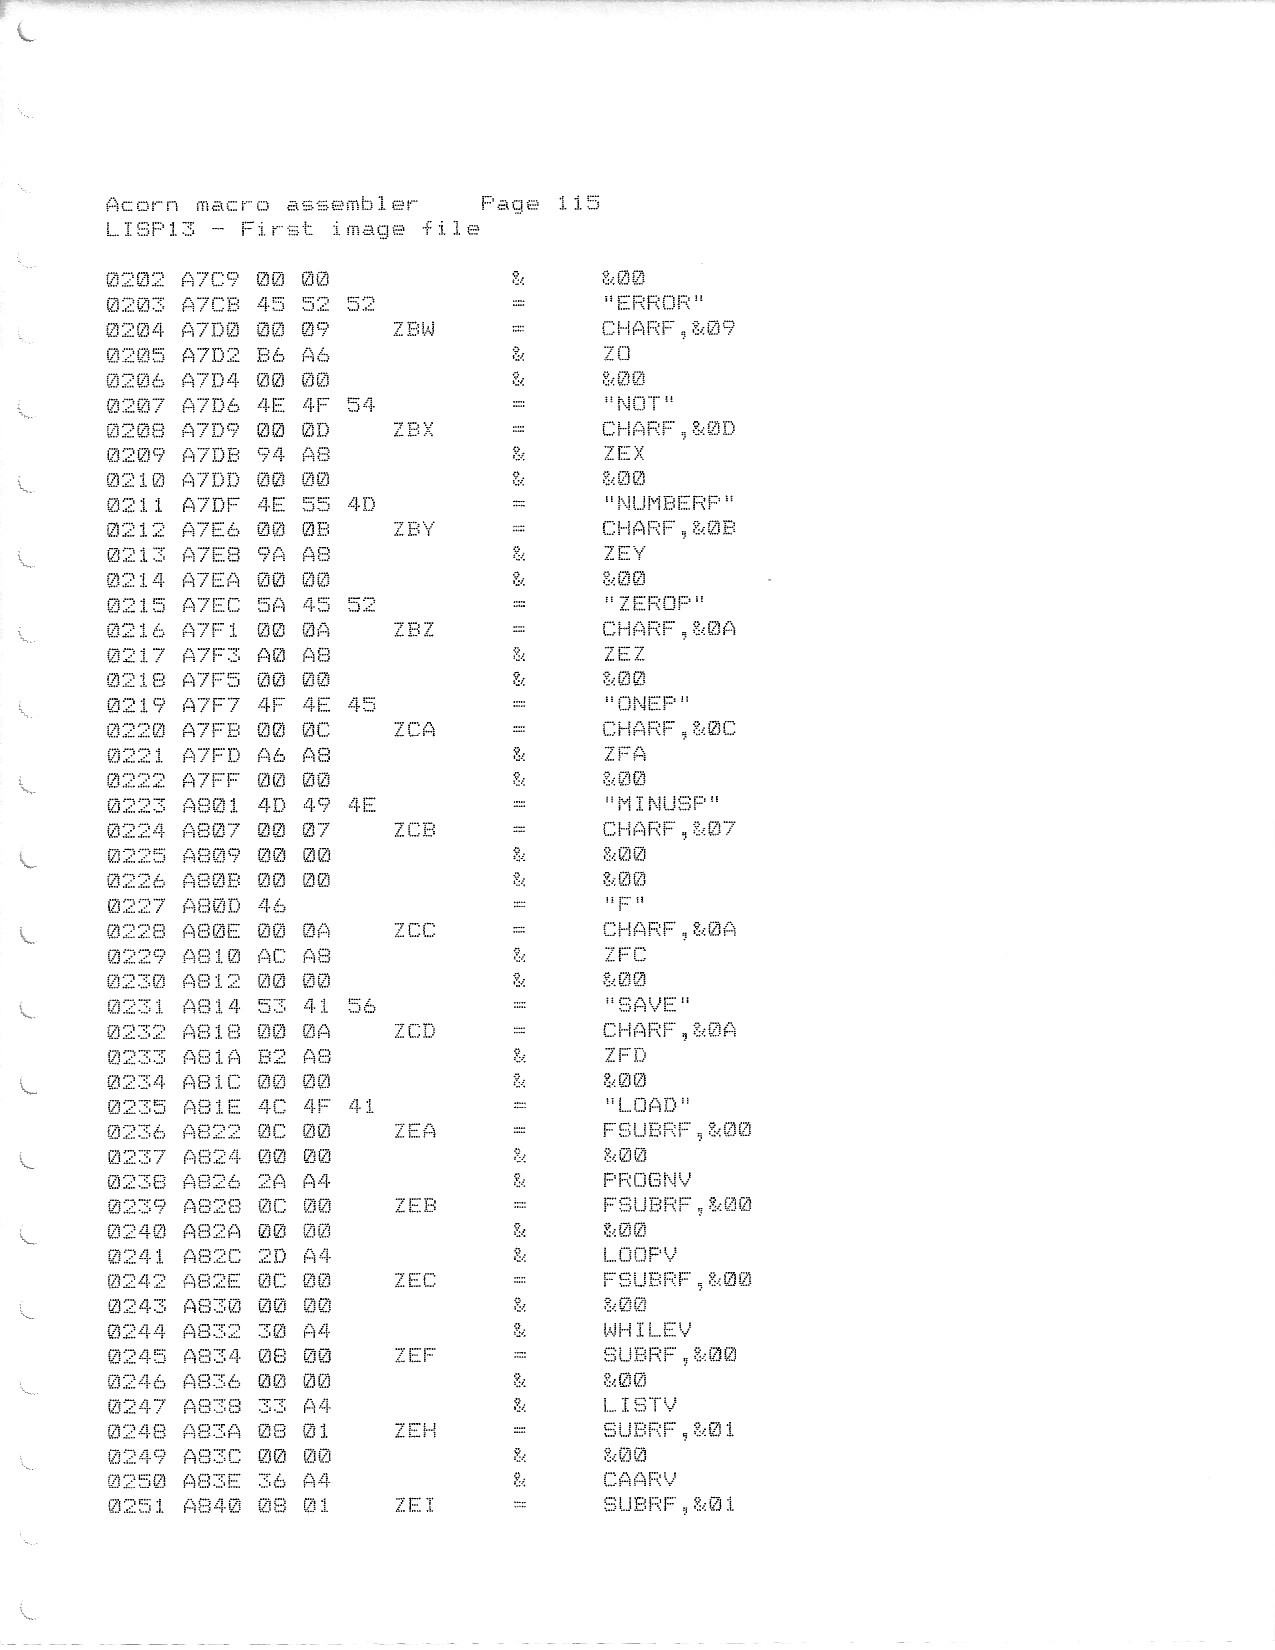 Acorn macro assembler    Page 115
LISP13 - First image file
0202 A7C9 00 00            &     &00
0203 A7CB 45 52 52         =     "ERROR"
0204 A7D0 00 09    ZBW     =     CHARF,&09
0205 A7D2 B6 A6            &     ZO
0206 A7D4 00 00            &     &00
0207 A7D6 4E 4F 54         =     "NOT"
0208 A7D9 00 0D    ZBX     =     CHARF,&0D
0209 A7DB 94 A8            &     ZEX
0210 A7DD 00 00            &     &00
0211 A7DF 4E 55 4D         =     "NUMBERP"
0212 A7E6 00 0B    ZBY     =     CHARF,&0B
0213 A7E8 9A A8            &     ZEY
0214 A7EA 00 00            &     &00
0215 A7EC 5A 45 52         =     "ZEROP"
0216 A7F1 00 0A    ZBZ     =     CHARF,&0A
0217 A7F3 A0 A8            &     ZEZ
0218 A7F5 00 00            &     &00
0219 A7F7 4F 4E 45         =     "ONEP"
0220 A7FB 00 0C    ZCA     =     CHARF,&0C
0221 A7FD A6 A8            &     ZFA
0222 A7FF 00 00            &     &00
0223 A801 4D 49 4E         =     "MINUSP"
0224 A807 00 07    ZCB     =     CHARF,&07
0225 A809 00 00            &     &00
0226 A80B 00 00            &     &00
0227 A80D 46               =     "F"
0228 A80E 00 0A    ZCC     =     CHARF,&0A
0229 A810 AC A8            &     ZFC
0230 A812 00 00            &     &00
0231 A814 53 41 56         =     "SAVE"
0232 A818 00 0A    ZCD     =     CHARF,&0A
0233 A81A B2 A8            &     ZFD
0234 A81C 00 00            &     &00
0235 A81E 4C 4F 41         =     "LOAD"
0236 A822 0C 00    ZEA     =     FSUBRF,&00
0237 A824 00 00            &     &00
0238 A826 2A A4            &     PROGNV
0239 A828 0C 00    ZEB     =     FSUBRF,&00
0240 A82A 00 00            &     &00
0241 A82C 2D A4            &     LOOPV
0242 A82E 0C 00    ZEC     =     FSUBRF,&00
0243 A830 00 00            &     &00
0244 A832 30 A4            &     WHILEV
0245 A834 08 00    ZEF     =     SUBRF,&00
0246 A836 00 00            &     &00
0247 A838 33 A4            &     LISTV
0248 A83A 08 01    ZEH     =     SUBRF,&01
0249 A83C 00 00            &     &00
0250 A83E 36 A4            &     CAARV
0251 A840 08 01    ZEI     =     SUBRF,&01